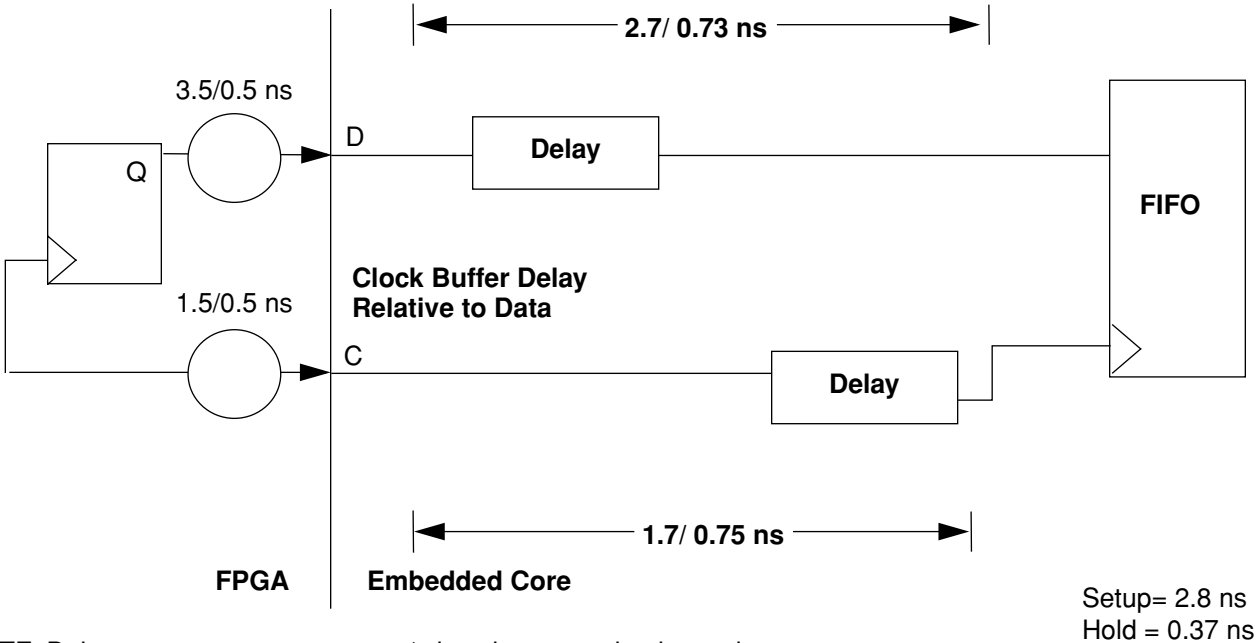 2.7/ 0.73 ns
3.5/0.5 ns
D
Delay
Q
FIFO
Clock Buffer Delay
Relative to Data
1.5/0.5 ns
C
Delay
1.7/ 0.75 ns
FPGA
Embedded Core
Setup= 2.8 ns
Hold = 0.37 ns